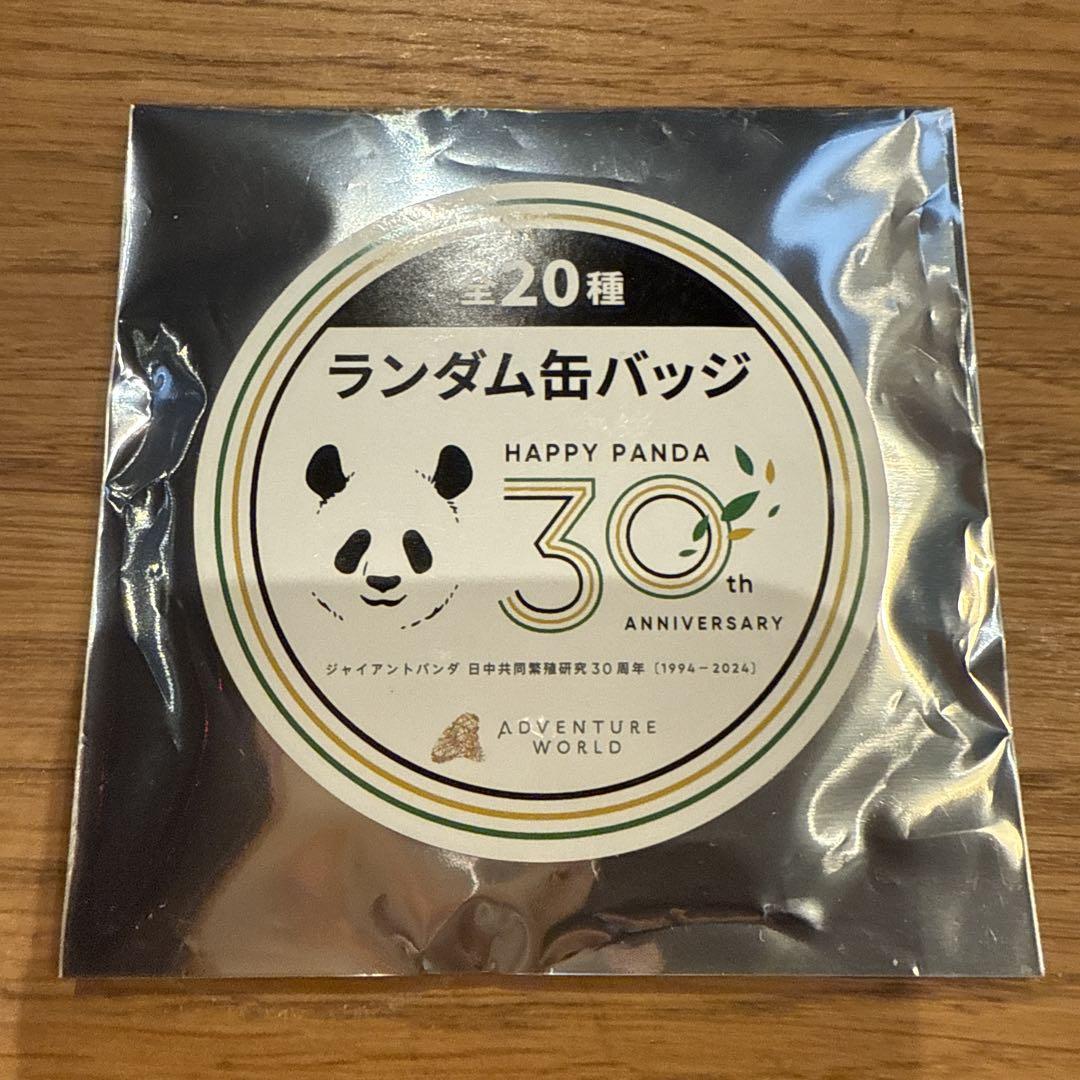 全20種
ランダム缶バッジ
HAPPY PANDA
30th
ANNIVERSARY
ジャイアントパンダ 日中共同繁殖研究30周年〔1994－2024〕
ADVENTURE
WORLD